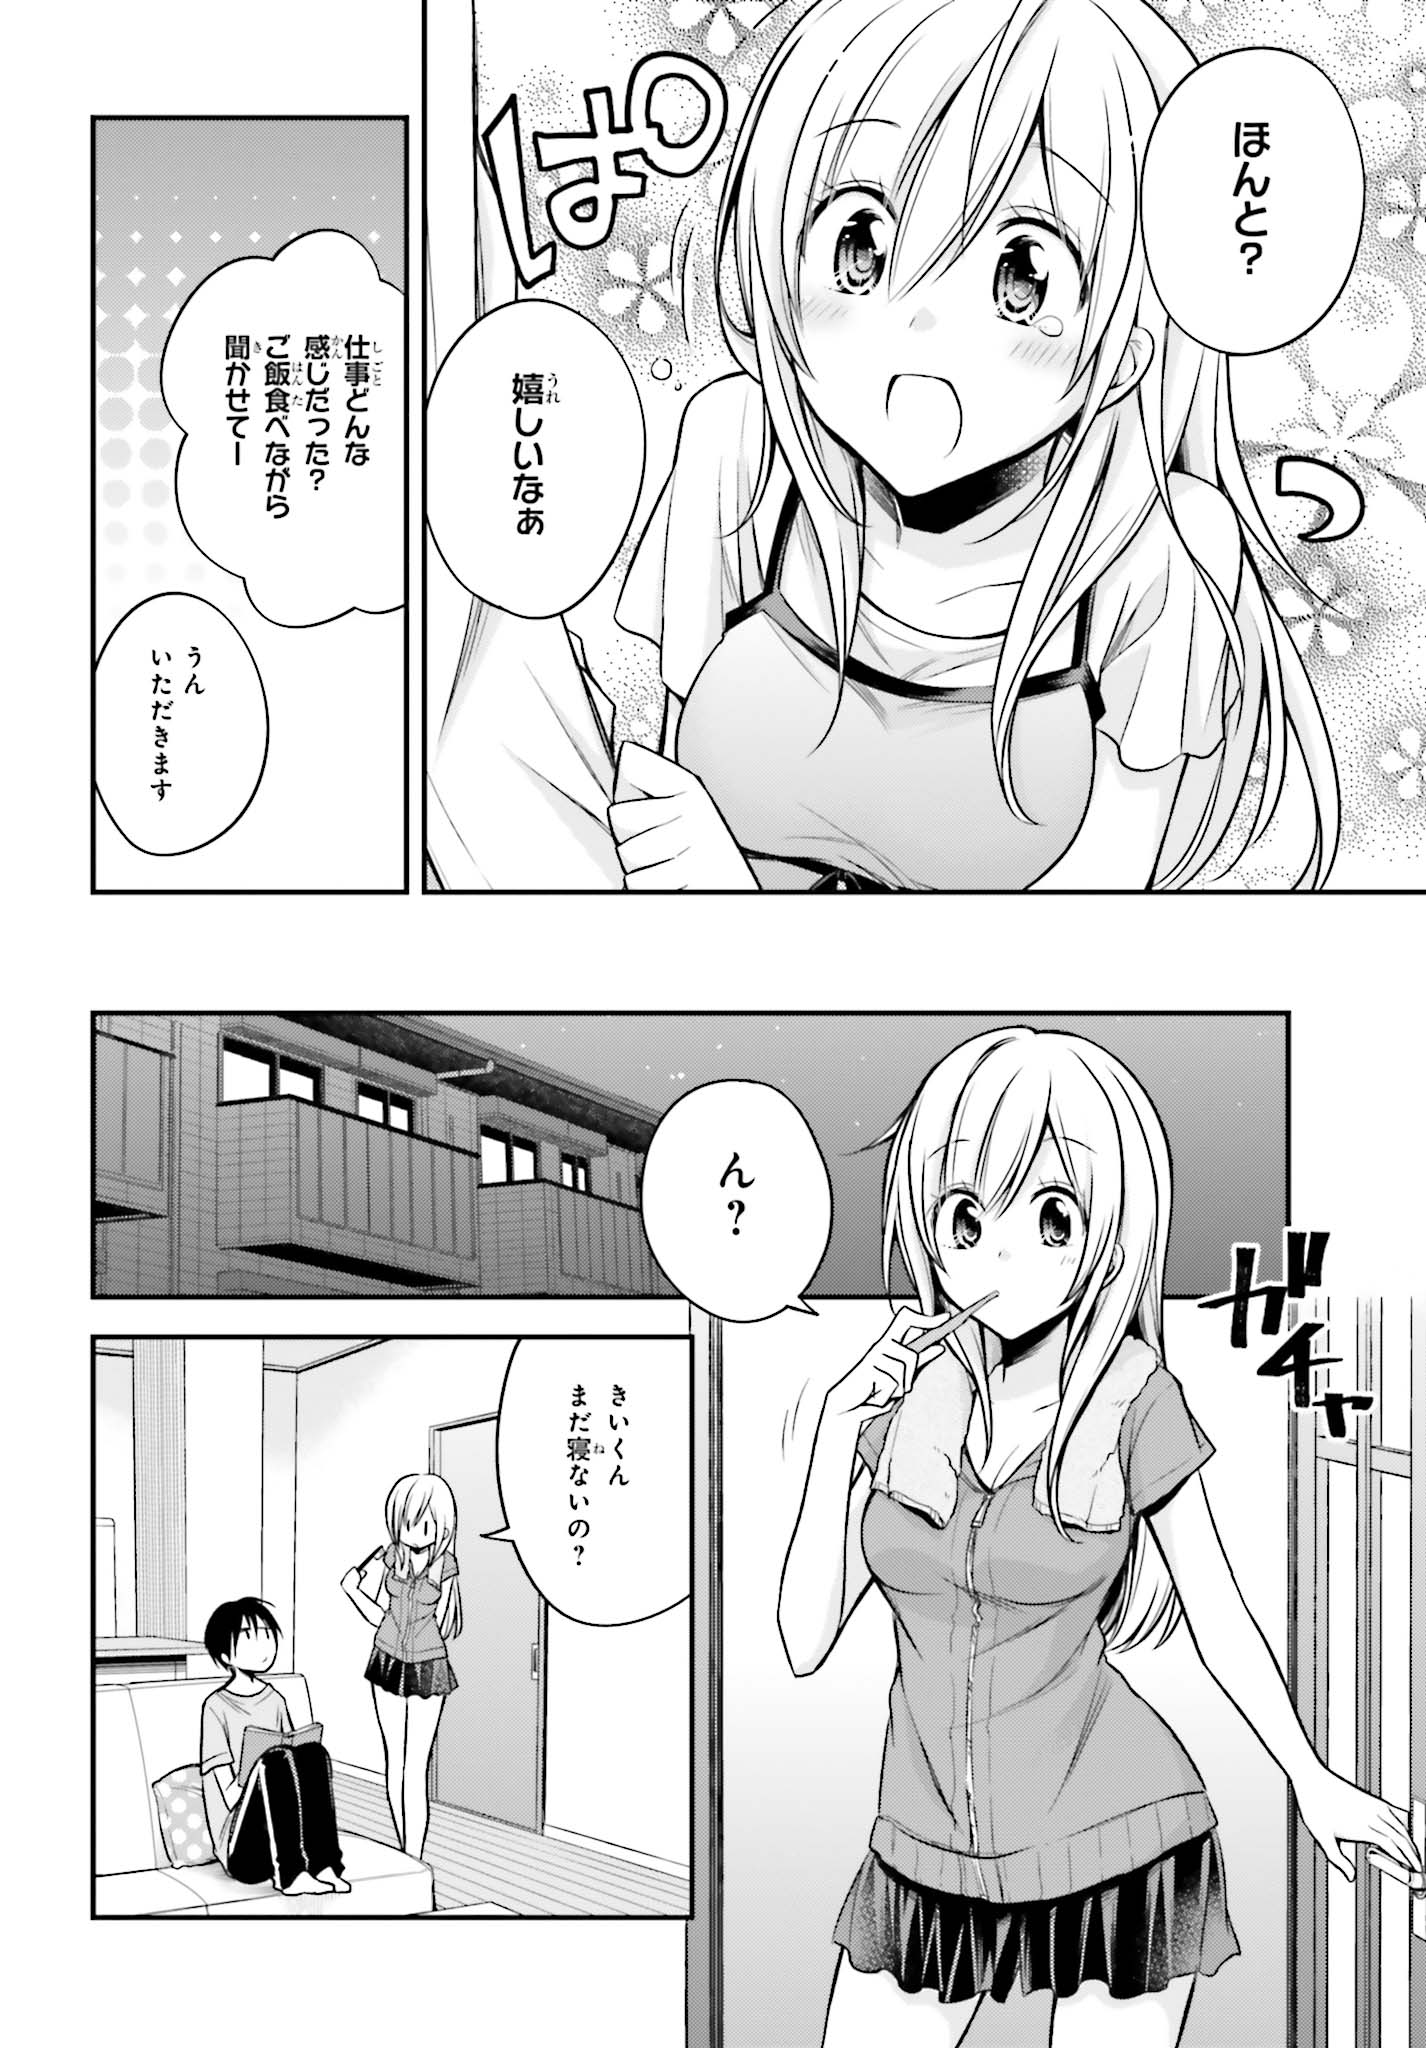 ほんと?
ぱ
っ
嬉しいなぁ
仕事どんな
感じだった?
ご飯食べながら
聞かせてー
うん
いただきます
ん?
ガチャ
きいくん
まだ寝ないの?